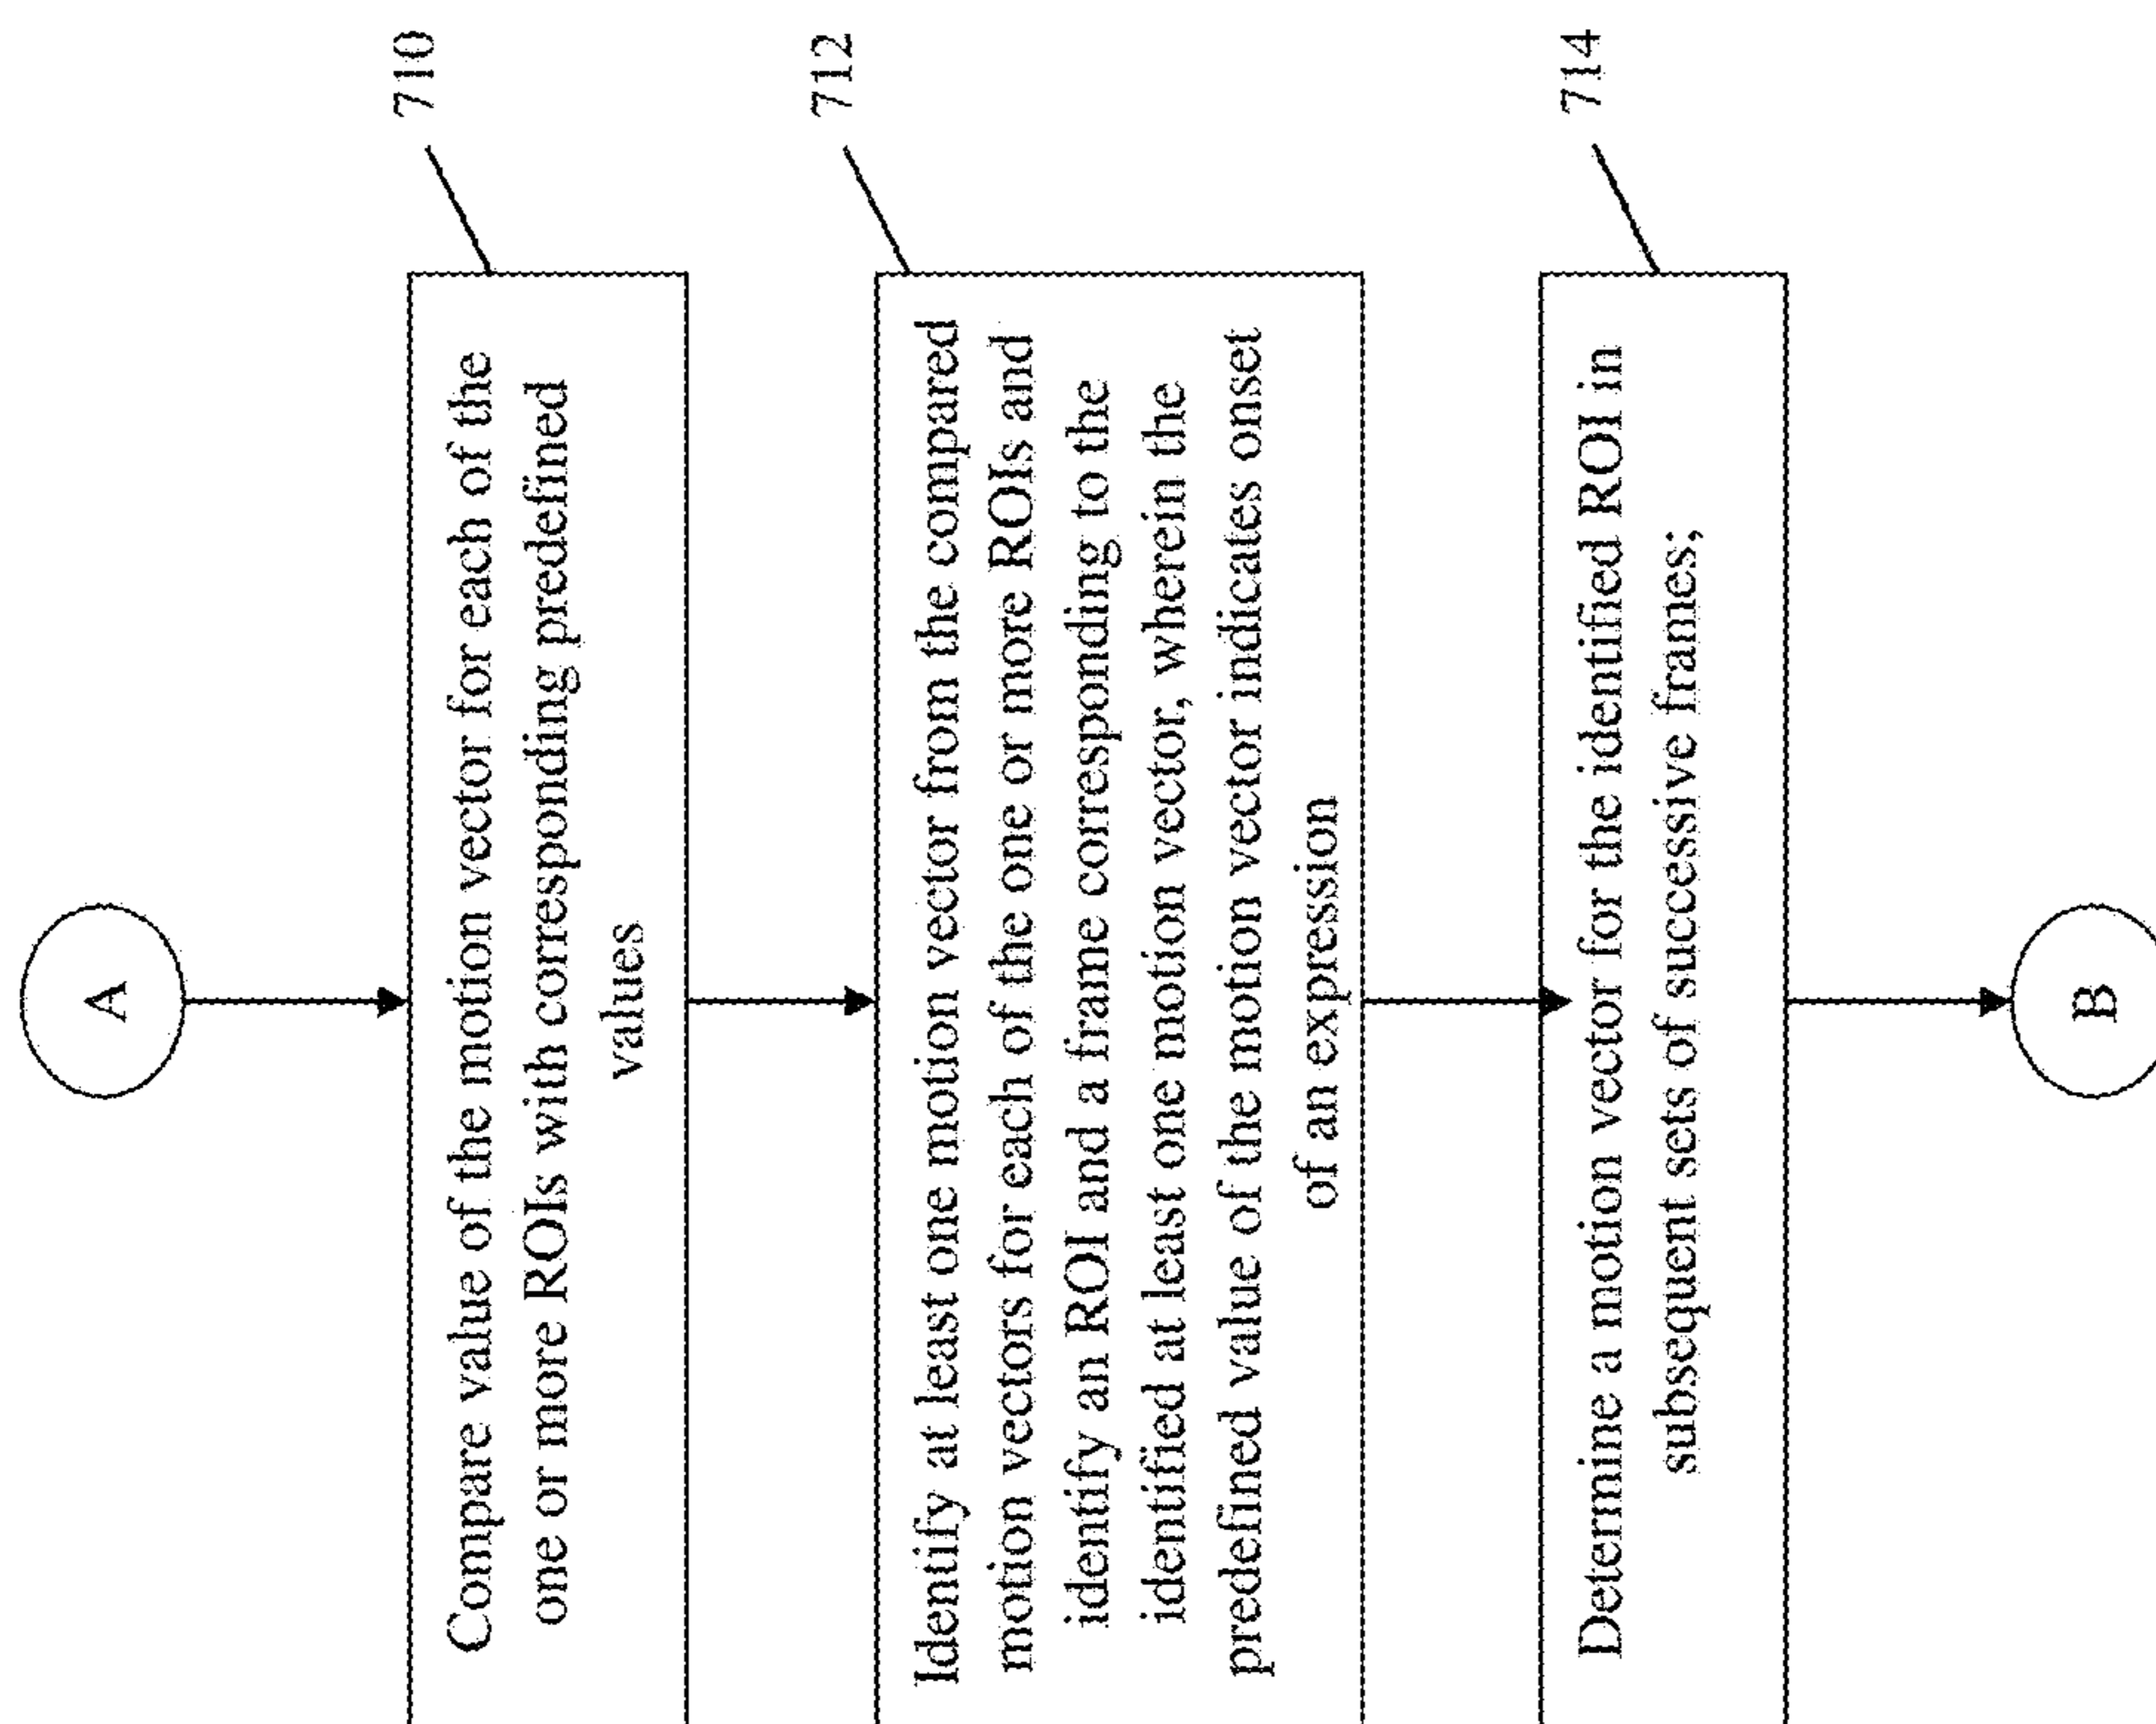 A
710
Compare value of the motion vector for each of the
one or more ROIs with corresponding predefined
values
712
Identify at least one motion vector from the compared
motion vectors for each of the one or more ROIs and
identify an ROI and a frame corresponding to the
identified at least one motion vector, wherein the
predefined value of the motion vector indicates onset
of an expression
714
Determine a motion vector for the identified ROI in
subsequent sets of successive frames;
B